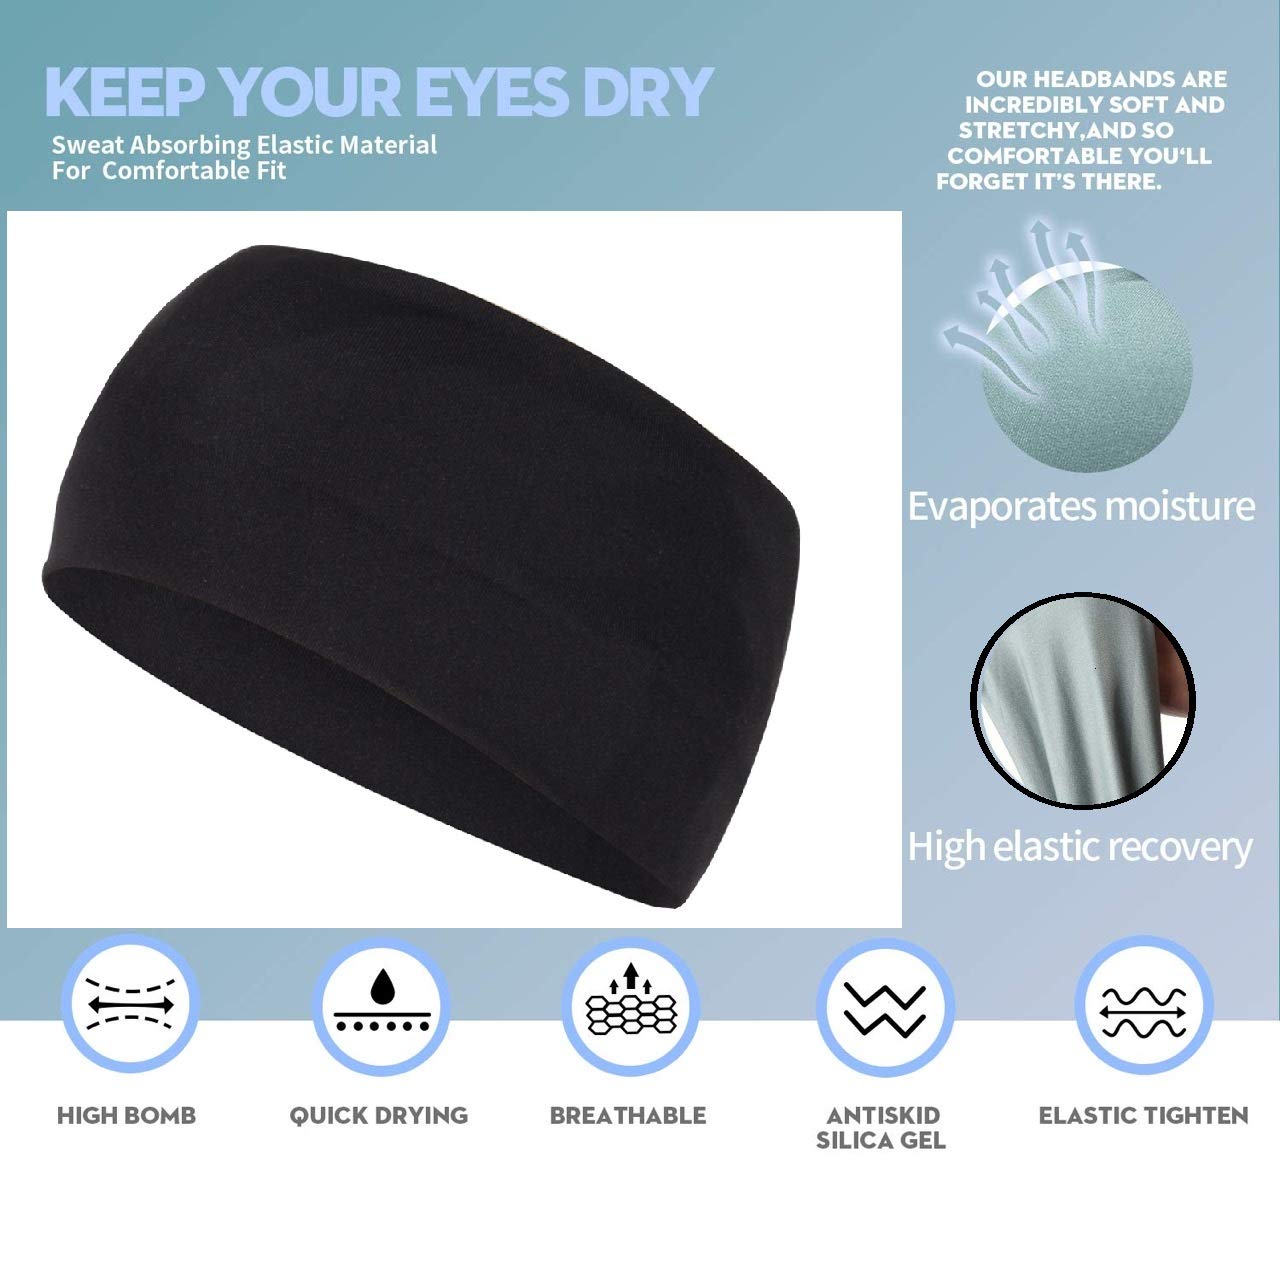 KEEP YOUR EYES DRY
Sweat Absorbing Elastic Material
For  Comfortable Fit
OUR HEADBANDS ARE
INCREDIBLY SOFT AND
STRETCHY,AND SO
COMFORTABLE YOU‘LL
FORGET IT’S THERE.
Evaporates moisture
High elastic recovery
HIGH BOMB
QUICK DRYING
BREATHABLE
ANTISKID
SILICA GEL
ELASTIC TIGHTEN